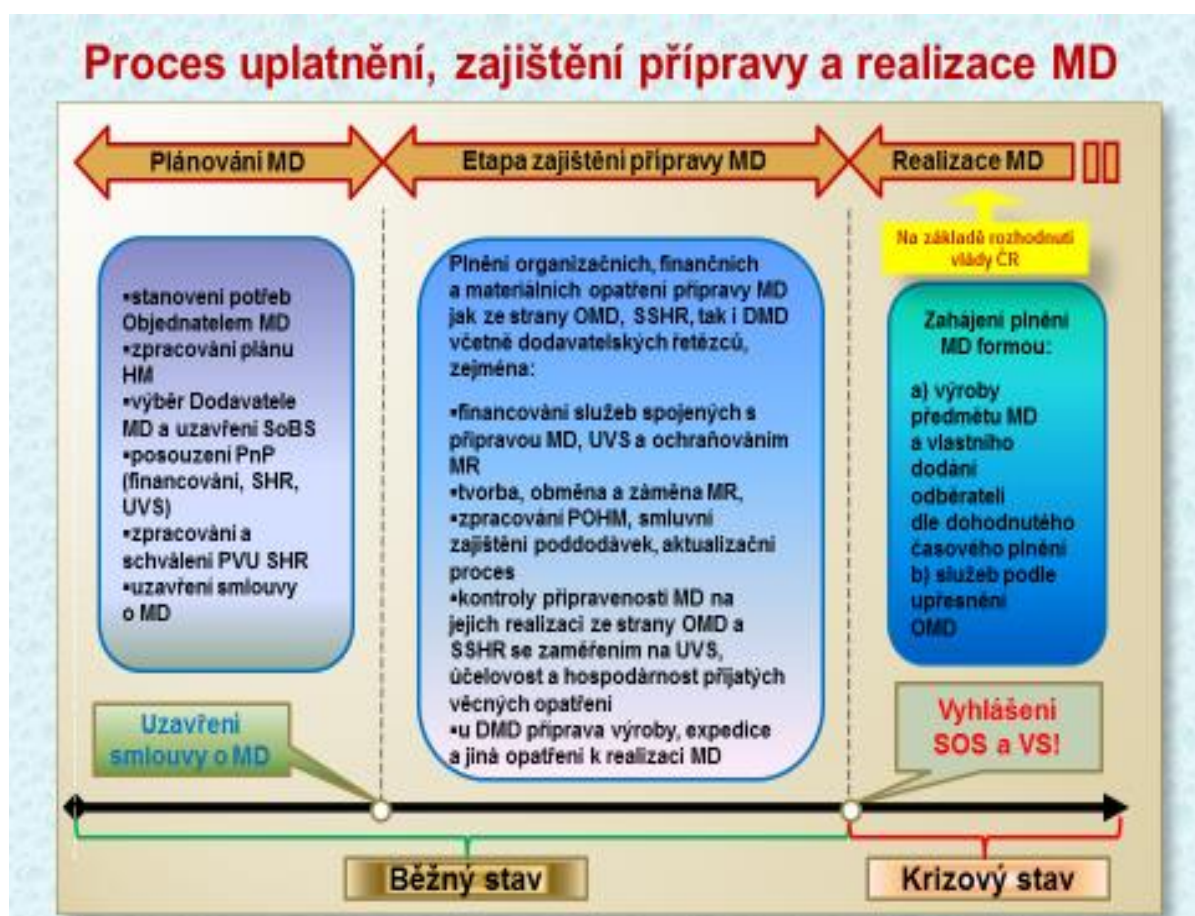 Proces uplatnění, zajištění přípravy a realizace MD
Plánování MD
Etapa zajištění přípravy MD
Realizace MD
Na základě rozhodnutí
vlády ČR
▪stanovení potřeb
Objednatelem MD
▪zpracování plánu
HM
▪výběr Dodavatele
MD a uzavření SoBS
▪posouzení PnP
(financování, SHR,
UVS)
▪zpracování a
schválení PVU SHR
▪uzavření smlouvy
o MD
Plnění organizačních, finančních
a materiálních opatření přípravy MD
jak ze strany OMD, SSHR, tak i DMD
včetně dodavatelských řetězců,
zejména:
▪financování služeb spojených s
přípravou MD, UVS a ochraňováním
MR
▪tvorba, obměna a záměna MR,
▪zpracování POHM, smluvní
zajištění poddodávek, aktualizační
proces
▪kontroly připravenosti MD na
jejich realizaci ze strany OMD a
SSHR se zaměřením na UVS,
účelovost a hospodárnost přijatých
věcných opatření
▪u DMD příprava výroby, expedice
a jiná opatření k realizaci MD
Zahájení plnění
MD formou:
a) výroby
předmětu MD
a vlastního
dodání
odběrateli
dle dohodnutého
časového plnění
b) služeb podle
upřesnění
OMD
Uzavření
smlouvy o MD
Vyhlášení
SOS a VS!
Běžný stav
Krizový stav